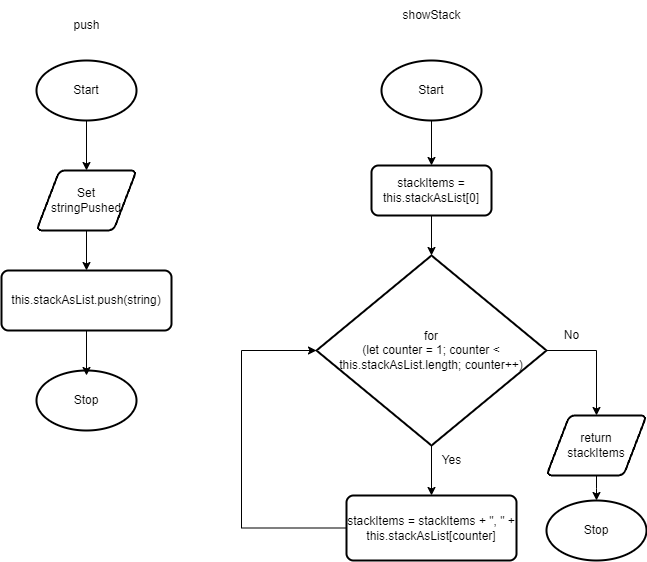 push
Start
Set
stringPushed
this.stackAsList.push(string)
Stop
showStack
Start
stackItems =
this.stackAsList[0]
for
(let counter = 1; counter <
this.stackAsList.length; counter++)
No
Yes
return
stackItems
stackItems = stackItems + ", " +
this.stackAsList[counter]
Stop